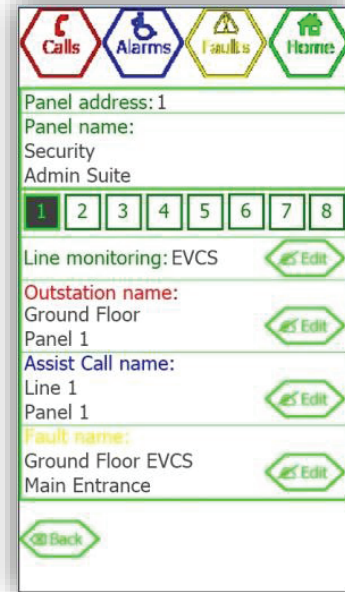 Calls Alarms Faults Home
Panel address: 1
Panel name:
Security
Admin Suite
1 2 3 4 5 6 7 8
Line monitoring: EVCS Edit
Outstation name:
Ground Floor
Panel 1 Edit
Assist Call name:
Line 1
Panel 1 Edit
Fault name:
Ground Floor EVCS
Main Entrance Edit
Back